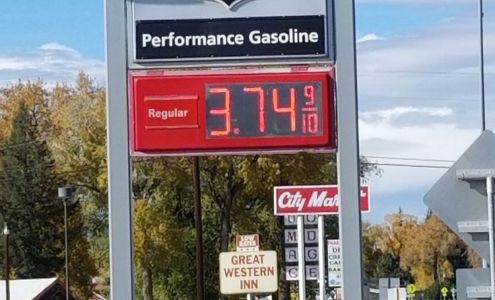 Performance Gasoline
Regular
3.74 9/10
City Mar
LOW
RATES
GREAT
WESTERN
INN